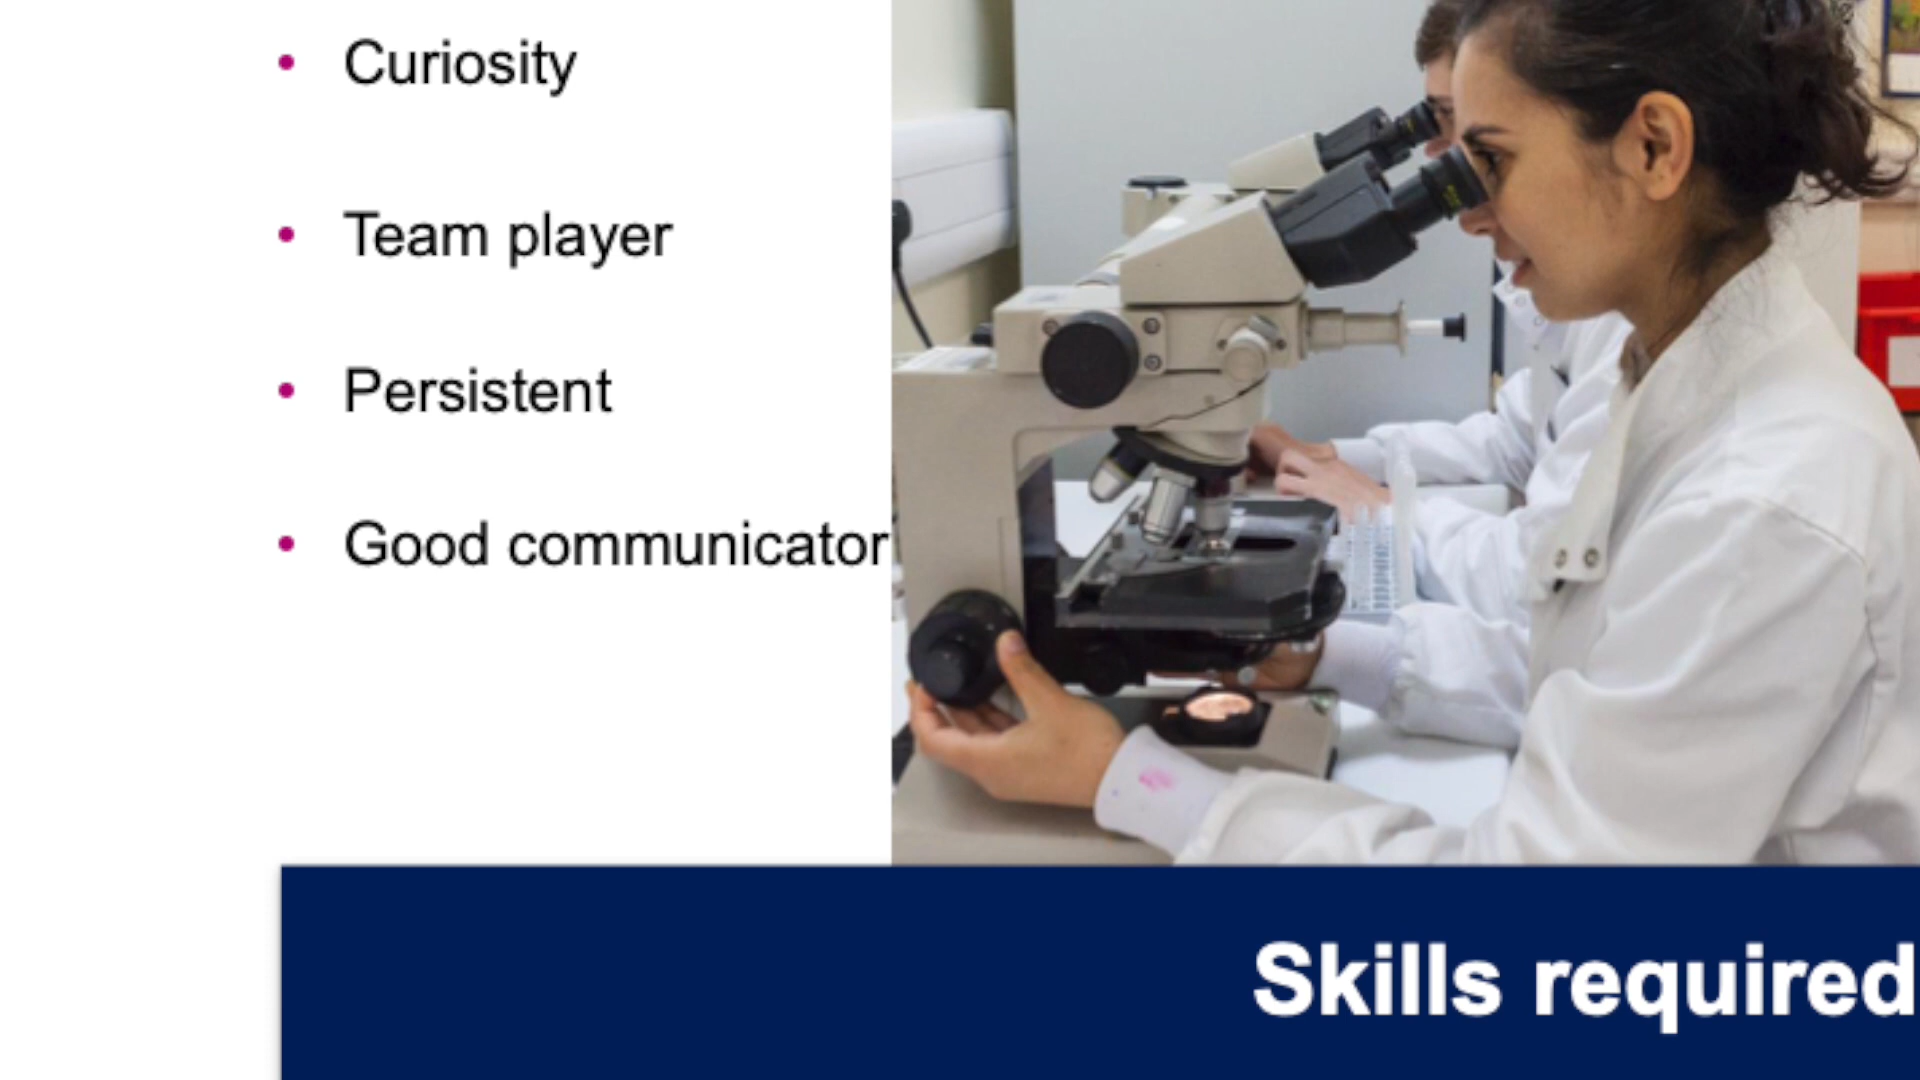 • Curiosity
• Team player
• Persistent
• Good communicator
Skills required